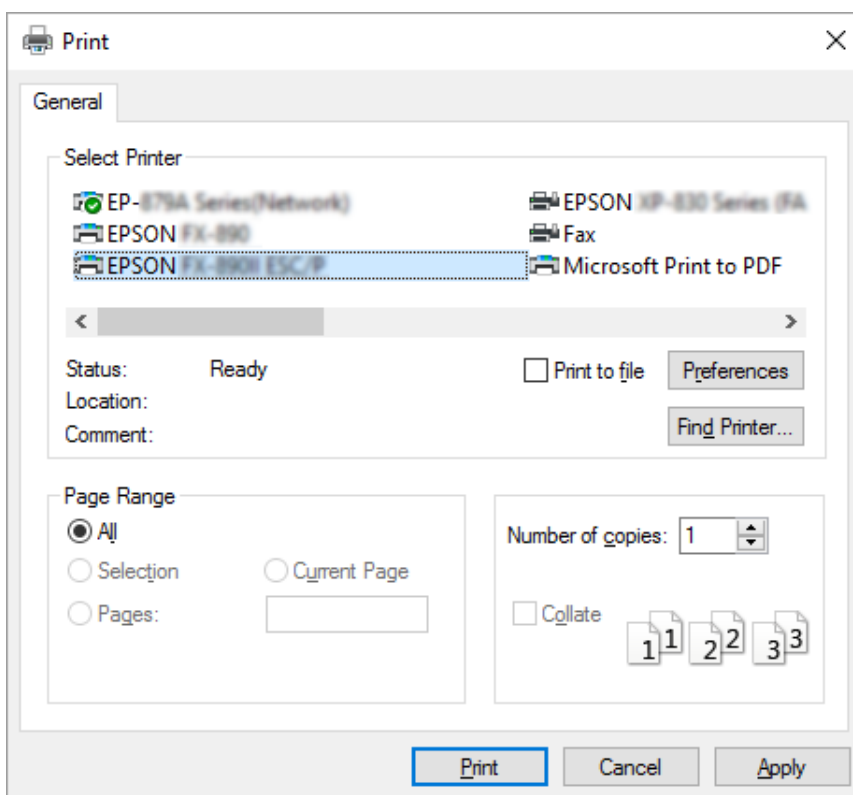 Print
General
Select Printer
EP-
EPSON
EPSON
Fax
EPSON
Microsoft Print to PDF
Status: Ready
Print to file
Preferences
Location:
Comment:
Find Printer...
Page Range
All
Selection
Current Page
Pages:
Number of copies: 1
Collate
1 1 2 2 3 3
Print
Cancel
Apply